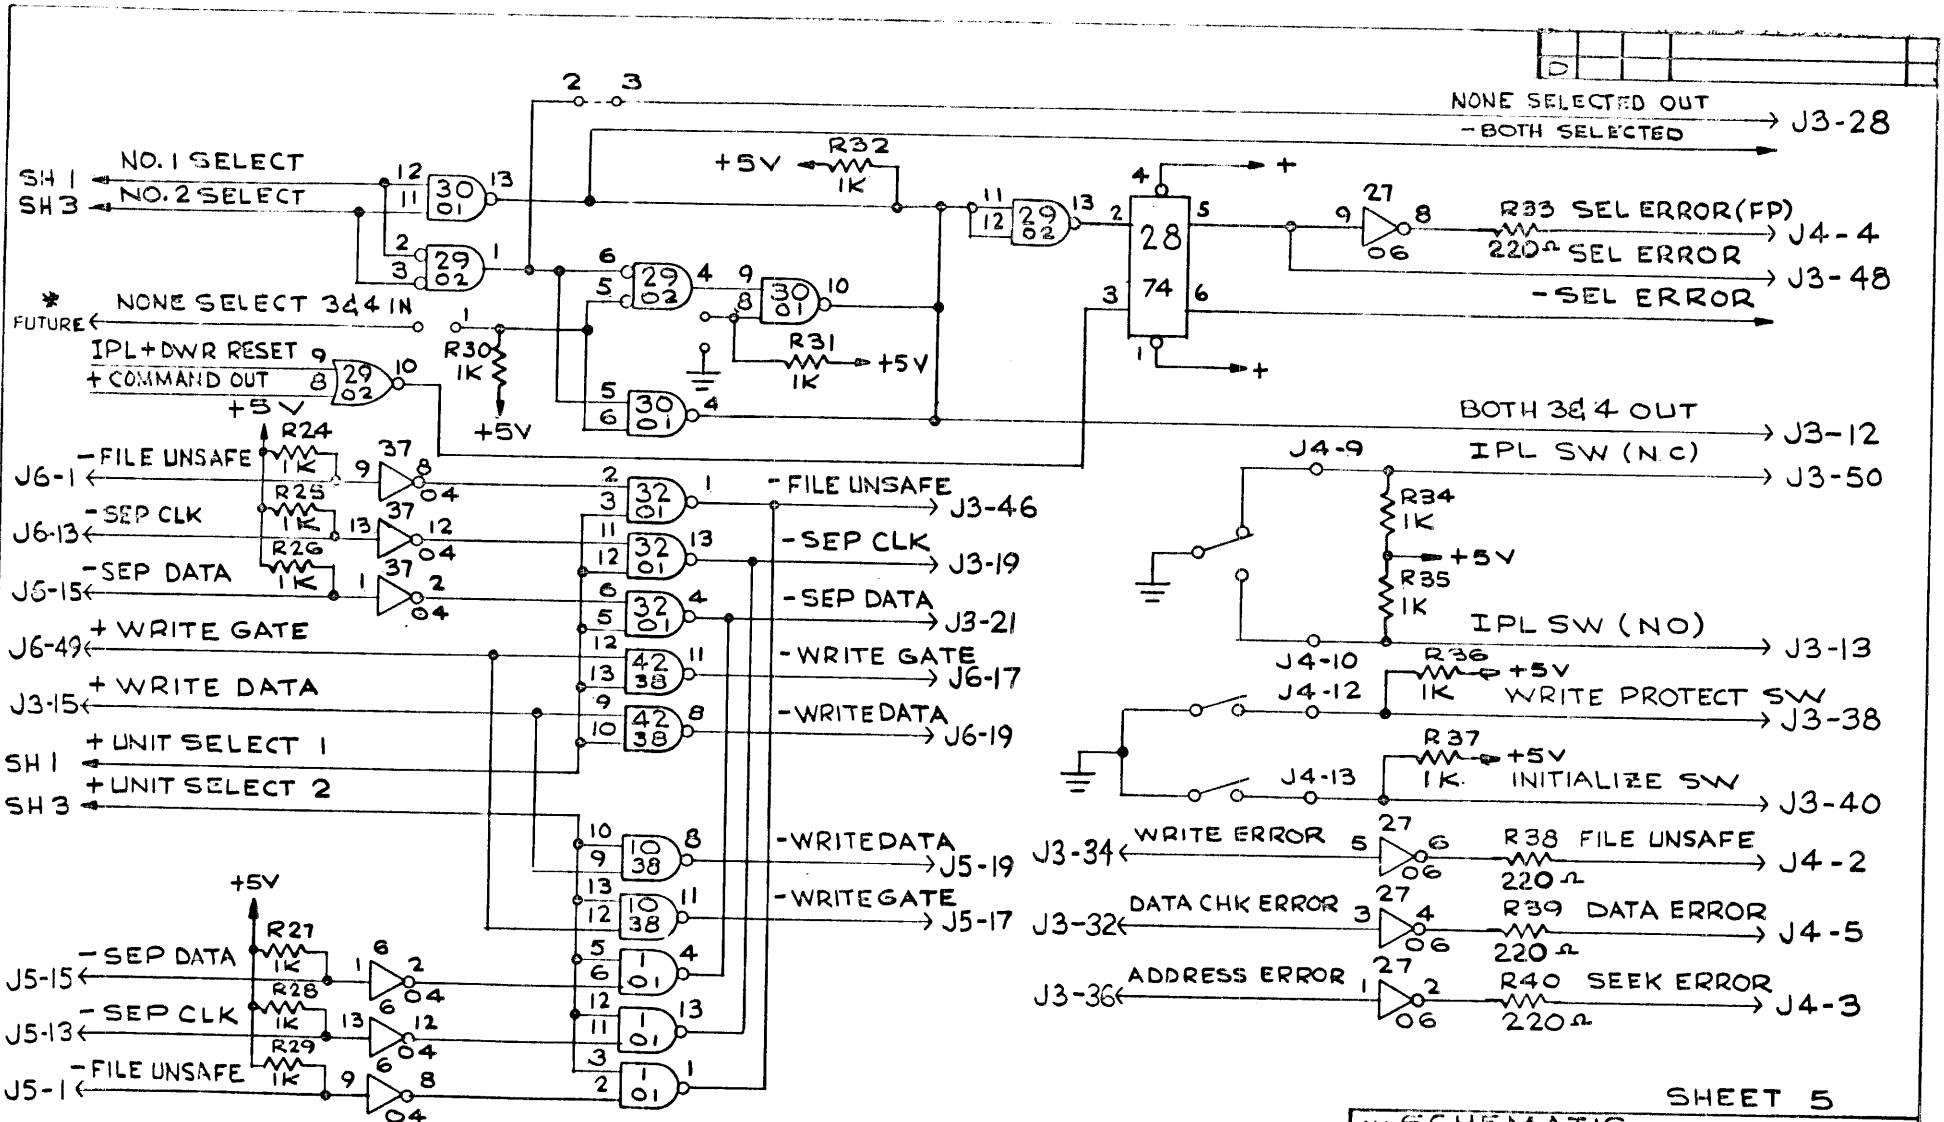 D
2 3
NONE SELECTED OUT
J3-28
-BOTH SELECTED
R32
+5V
1K
4
+
NO. 1 SELECT
SH 1
12
30
01
13
NO. 2 SELECT
SH 3
11
11
12
29
02
13
2
28
74
5
27
9
8
06
R33
220Ω
SEL ERROR(FP)
J4-4
SEL ERROR
J3-48
2
3
29
02
1
6
5
29
02
4
9
8
30
01
10
3
6
-SEL ERROR
*
FUTURE
NONE SELECT 3&4 IN
1
R30
1K
+5V
R31
1K
+5V
1
+
IPL+DWR RESET
9
+ COMMAND OUT
8
29
02
10
5
6
30
01
4
BOTH 3&4 OUT
J3-12
+5V
R24
1K
-FILE UNSAFE
J6-1
9
37
8
04
2
3
32
01
1
-FILE UNSAFE
J3-46
R25
1K
-SEP CLK
J6-13
13
37
12
04
11
12
32
01
13
-SEP CLK
J3-19
R26
1K
-SEP DATA
J6-15
1
37
2
04
6
5
32
01
4
-SEP DATA
J3-21
+ WRITE GATE
J6-49
12
13
42
38
11
-WRITE GATE
J6-17
+ WRITE DATA
J3-15
9
10
42
38
8
-WRITE DATA
J6-19
+ UNIT SELECT 1
SH 1
+ UNIT SELECT 2
SH 3
10
9
10
38
8
-WRITE DATA
J5-19
13
12
10
38
11
-WRITE GATE
J5-17
+5V
R27
1K
-SEP DATA
J5-15
1
6
2
04
5
6
1
01
4
R28
1K
-SEP CLK
J5-13
13
6
12
04
12
11
1
01
13
R29
1K
-FILE UNSAFE
J5-1
9
6
8
04
3
2
1
01
1
J4-9
IPL SW (N.C)
J3-50
R34
1K
+5V
R35
1K
IPL SW (NO)
J4-10
J3-13
R36
1K
+5V
J4-12
WRITE PROTECT SW
J3-38
R37
1K.
+5V
J4-13
INITIALIZE SW
J3-40
J3-34
WRITE ERROR
5
27
6
06
R38
220Ω
FILE UNSAFE
J4-2
J3-32
DATA CHK ERROR
3
27
4
06
R39
220Ω
DATA ERROR
J4-5
J3-36
ADDRESS ERROR
1
27
2
06
R40
220Ω
SEEK ERROR
J4-3
SHEET 5
SCHEMATIC